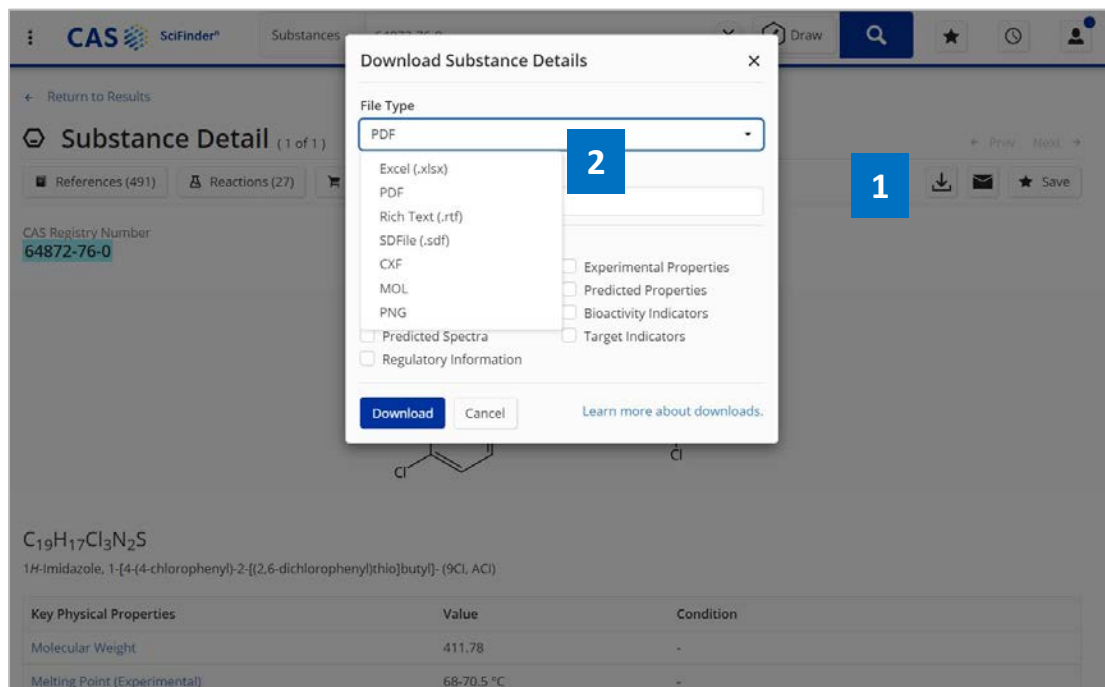 CAS SciFinderⁿ Substances Draw
Download Substance Details
← Return to Results
File Type
PDF
Substance Detail (1 of 1)
← Prev Next →
2
1
References (491) Reactions (27)
Save
Excel (.xlsx)
PDF
Rich Text (.rtf)
SDFile (.sdf)
CXF
MOL
PNG
CAS Registry Number
64872-76-0
Experimental Properties
Predicted Properties
Bioactivity Indicators
Predicted Spectra Target Indicators
Regulatory Information
Download Cancel Learn more about downloads.
Cl Cl
C₁₉H₁₇Cl₃N₂S
1H-Imidazole, 1-[4-(4-chlorophenyl)-2-[(2,6-dichlorophenyl)thio]butyl]- (9CI, ACI)
Key Physical Properties Value Condition
Molecular Weight 411.78 -
Melting Point (Experimental) 68-70.5 °C -